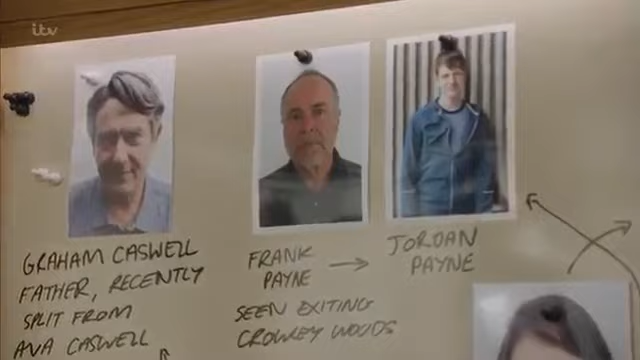 itv
GRAHAM CASWELL
FATHER, RECENTLY
SPLIT FROM
AVA CASWELL
FRANK
PAYNE
SEEN EXITING
CROWLEY WOODS
JORDAN
PAYNE